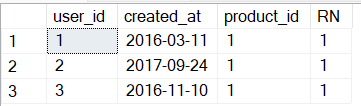 user_id created_at product_id RN
1 1 2016-03-11 1 1
2 2 2017-09-24 1 1
3 3 2016-11-10 1 1